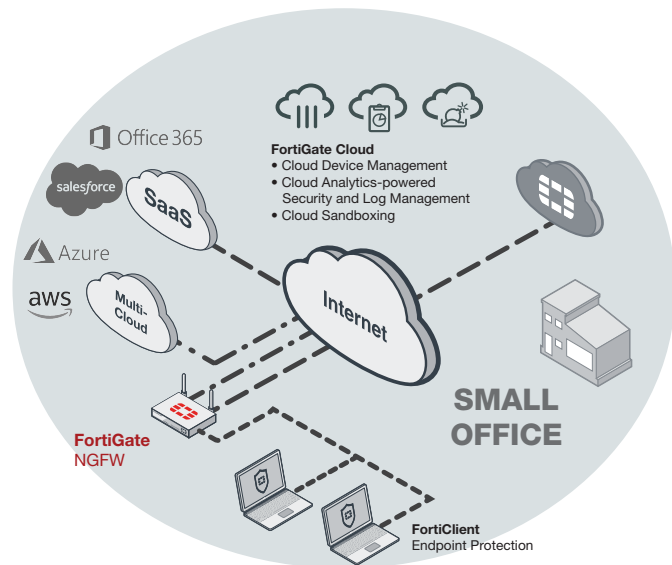 Office 365
salesforce
SaaS
Azure
aws
Multi-
Cloud
FortiGate Cloud
• Cloud Device Management
• Cloud Analytics-powered
Security and Log Management
• Cloud Sandboxing
Internet
SMALL
OFFICE
FortiGate
NGFW
FortiClient
Endpoint Protection